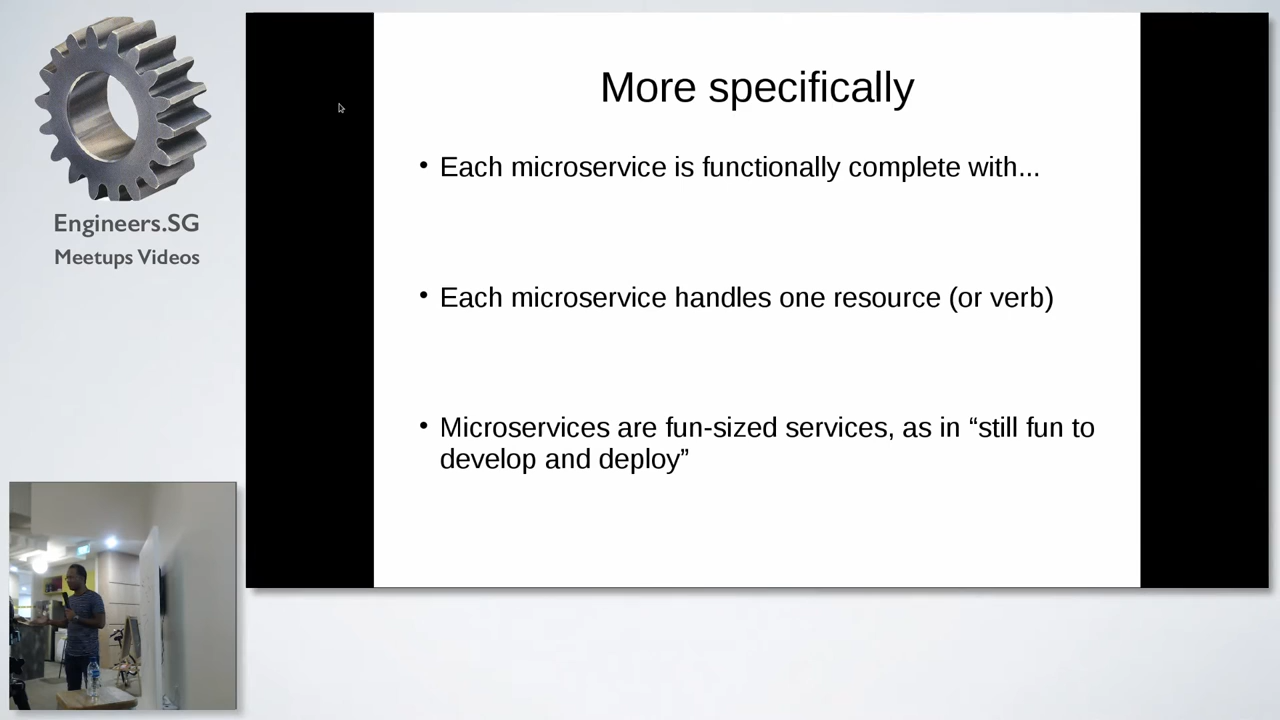 Engineers.SG
Meetups Videos
More specifically
• Each microservice is functionally complete with...
• Each microservice handles one resource (or verb)
• Microservices are fun-sized services, as in “still fun to
develop and deploy”